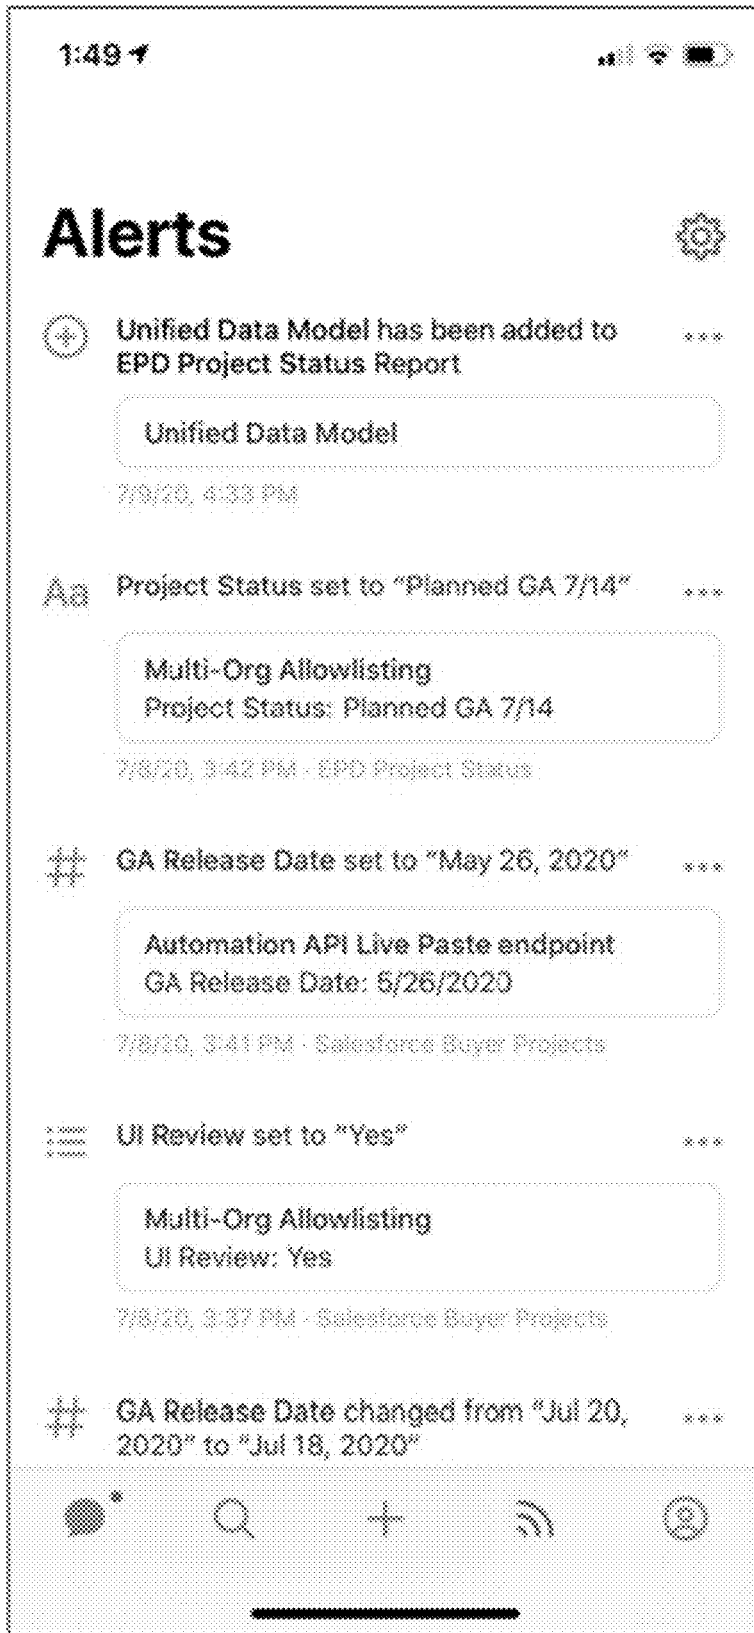 1:49
Alerts
Unified Data Model has been added to
EPD Project Status Report
Unified Data Model
7/9/20, 4:33 PM
Aa
Project Status set to “Planned GA 7/14”
Multi-Org Allowlisting
Project Status: Planned GA 7/14
7/8/20, 3:42 PM · EPD Project Status
GA Release Date set to “May 26, 2020”
Automation API Live Paste endpoint
GA Release Date: 5/26/2020
7/8/20, 3:41 PM · Salesforce Buyer Projects
UI Review set to “Yes”
Multi-Org Allowlisting
UI Review: Yes
7/8/20, 3:37 PM · Salesforce Buyer Projects
GA Release Date changed from “Jul 20,
2020” to “Jul 18, 2020”